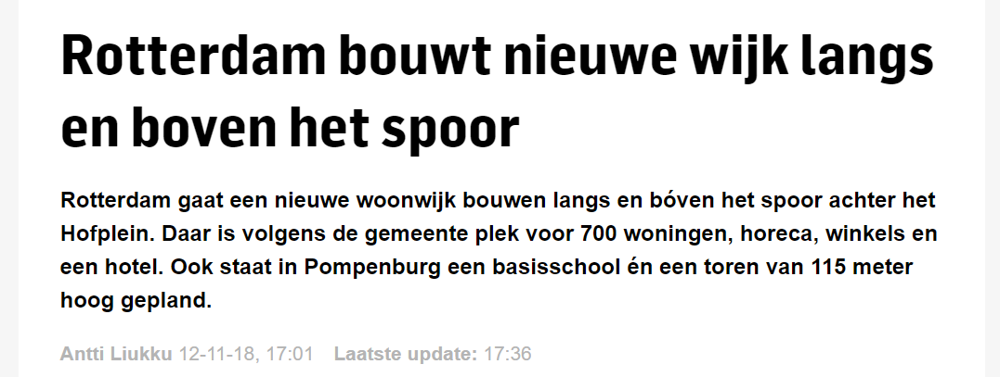 Rotterdam bouwt nieuwe wijk langs
en boven het spoor
Rotterdam gaat een nieuwe woonwijk bouwen langs en bóven het spoor achter het
Hofplein. Daar is volgens de gemeente plek voor 700 woningen, horeca, winkels en
een hotel. Ook staat in Pompenburg een basisschool én een toren van 115 meter
hoog gepland.
Antti Liukku 12-11-18, 17:01 Laatste update: 17:36